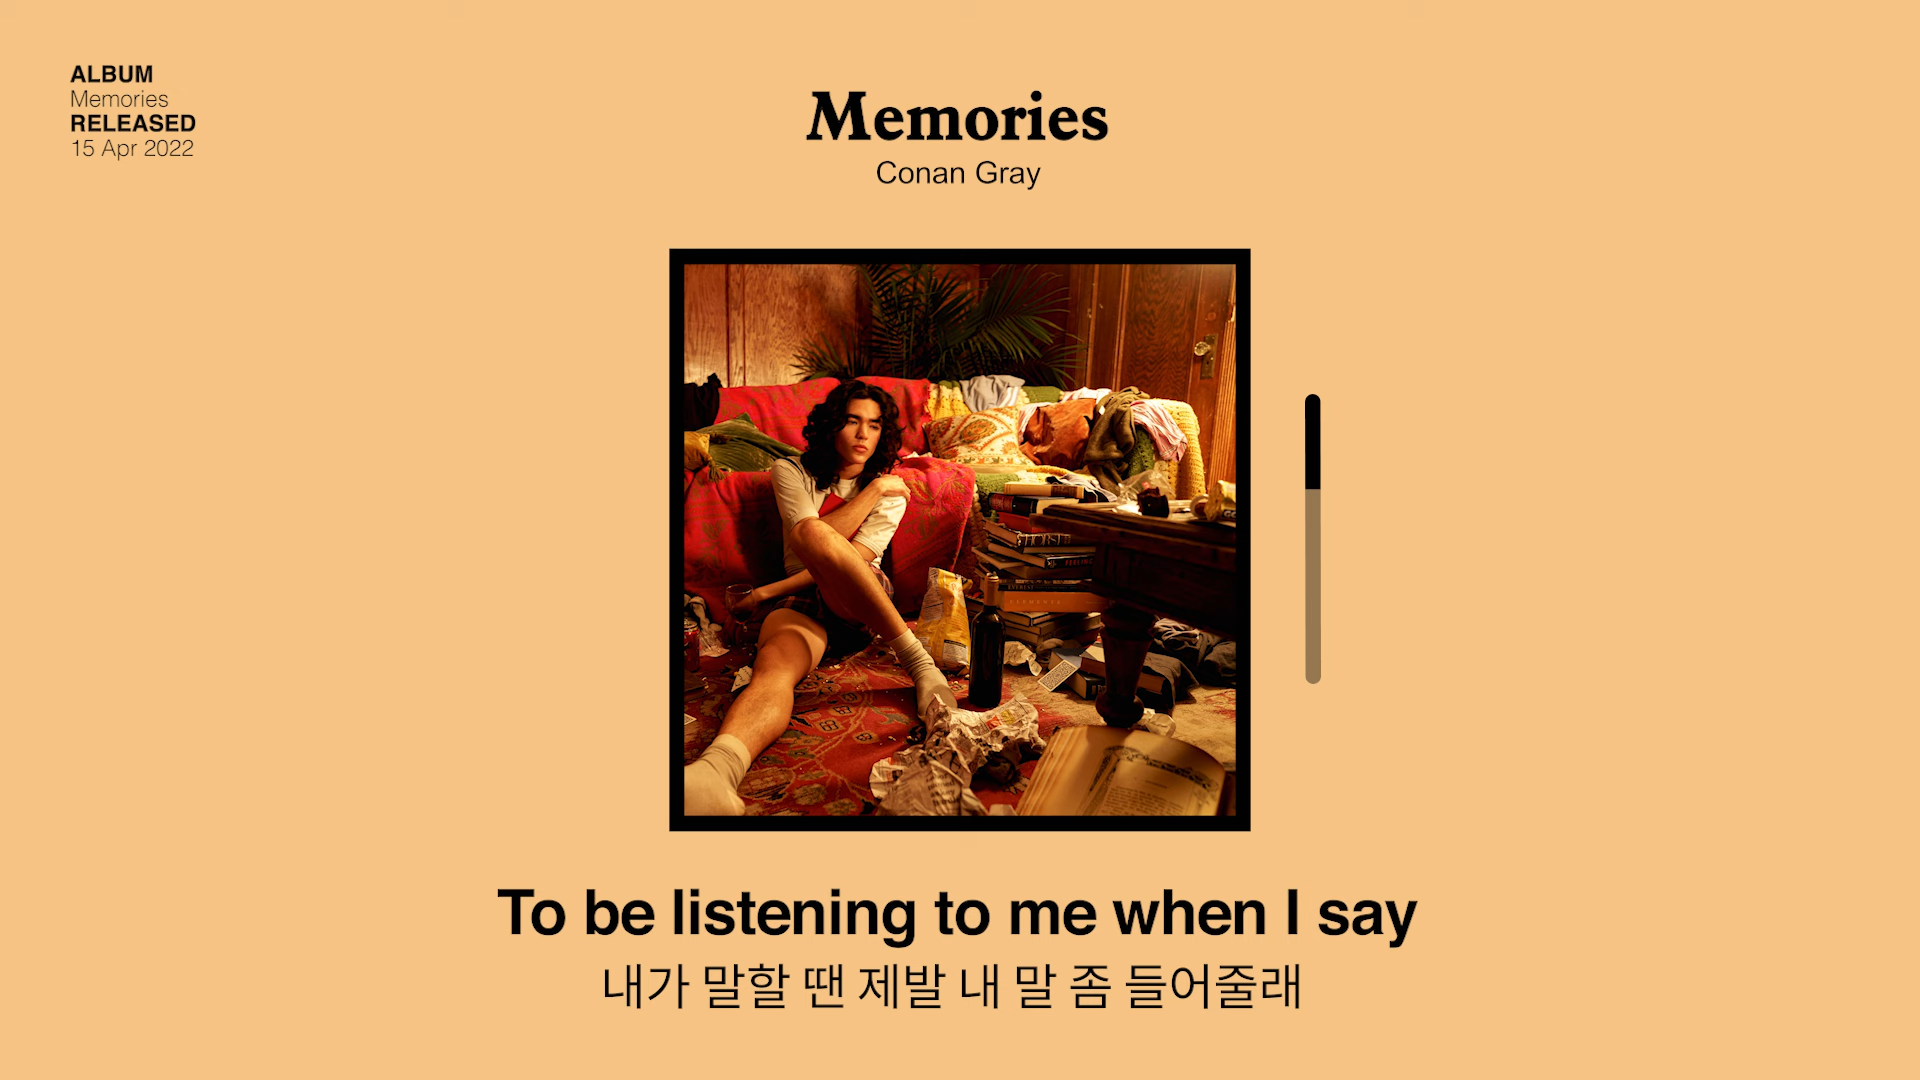 ALBUM
Memories
RELEASED
15 Apr 2022
Memories
Conan Gray
To be listening to me when I say
내가 말할 땐 제발 내 말 좀 들어줄래